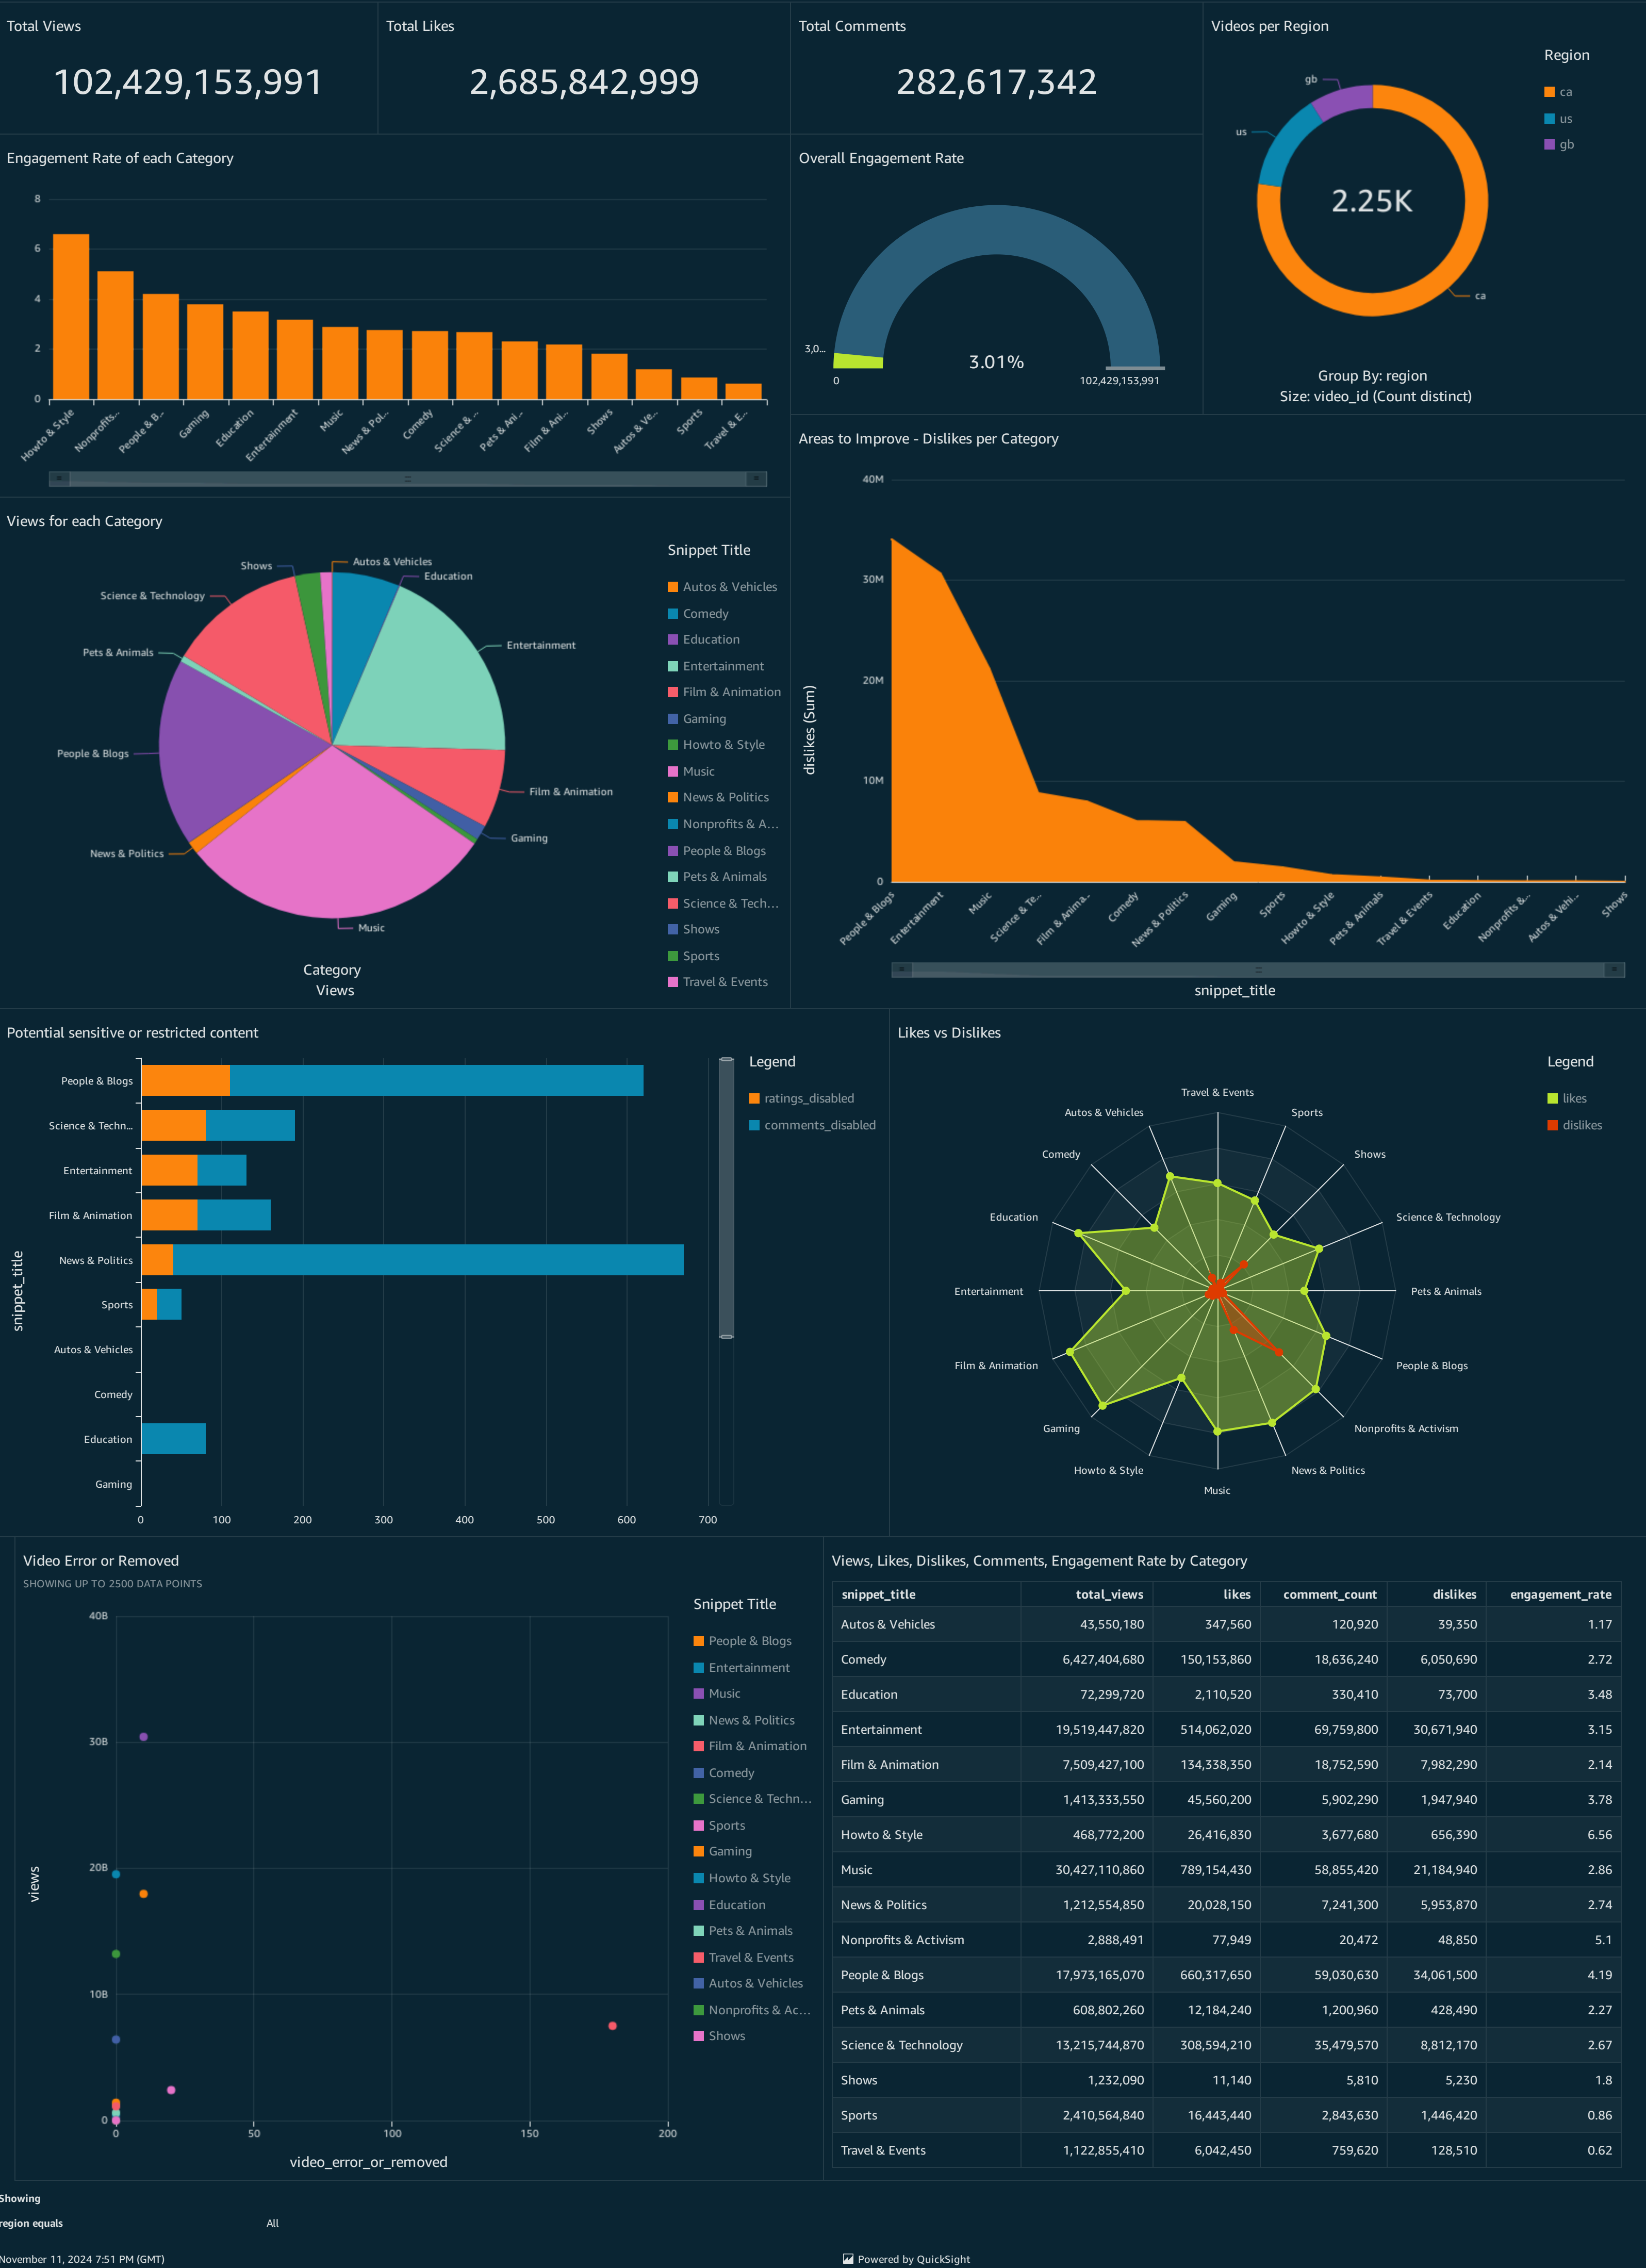 Total Views
102,429,153,991
Total Likes
2,685,842,999
Total Comments
282,617,342
Videos per Region
Region
ca
us
gb
gb
us
2.25K
ca
Group By: region
Size: video_id (Count distinct)
Engagement Rate of each Category
8
6
4
2
0
Howto & Style
Nonprofits...
People & B...
Gaming
Education
Entertainment
Music
News & Pol...
Comedy
Science & ...
Pets & Ani...
Film & Ani...
Shows
Autos & Ve...
Sports
Travel & E...
Overall Engagement Rate
3,0...
3.01%
0
102,429,153,991
Areas to Improve - Dislikes per Category
40M
30M
20M
10M
0
dislikes (Sum)
People & Blogs
Entertainment
Music
Science & Te...
Film & Anima...
Comedy
News & Politics
Gaming
Sports
Howto & Style
Pets & Animals
Travel & Events
Education
Nonprofits &...
Autos & Vehi...
Shows
snippet_title
Views for each Category
Shows
Autos & Vehicles
Education
Science & Technology
Entertainment
Pets & Animals
People & Blogs
Film & Animation
Gaming
News & Politics
Music
Category
Views
Snippet Title
Autos & Vehicles
Comedy
Education
Entertainment
Film & Animation
Gaming
Howto & Style
Music
News & Politics
Nonprofits & A...
People & Blogs
Pets & Animals
Science & Tech...
Shows
Sports
Travel & Events
Potential sensitive or restricted content
snippet_title
People & Blogs
Science & Techn...
Entertainment
Film & Animation
News & Politics
Sports
Autos & Vehicles
Comedy
Education
Gaming
0 100 200 300 400 500 600 700
Legend
ratings_disabled
comments_disabled
Likes vs Dislikes
Legend
likes
dislikes
Travel & Events
Sports
Shows
Science & Technology
Pets & Animals
People & Blogs
Nonprofits & Activism
News & Politics
Music
Howto & Style
Gaming
Film & Animation
Entertainment
Education
Comedy
Autos & Vehicles
Video Error or Removed
SHOWING UP TO 2500 DATA POINTS
views
40B
30B
20B
10B
0
0 50 100 150 200
video_error_or_removed
Snippet Title
People & Blogs
Entertainment
Music
News & Politics
Film & Animation
Comedy
Science & Techn...
Sports
Gaming
Howto & Style
Education
Pets & Animals
Travel & Events
Autos & Vehicles
Nonprofits & Ac...
Shows
Views, Likes, Dislikes, Comments, Engagement Rate by Category
snippet_title total_views likes comment_count dislikes engagement_rate
Autos & Vehicles 43,550,180 347,560 120,920 39,350 1.17
Comedy 6,427,404,680 150,153,860 18,636,240 6,050,690 2.72
Education 72,299,720 2,110,520 330,410 73,700 3.48
Entertainment 19,519,447,820 514,062,020 69,759,800 30,671,940 3.15
Film & Animation 7,509,427,100 134,338,350 18,752,590 7,982,290 2.14
Gaming 1,413,333,550 45,560,200 5,902,290 1,947,940 3.78
Howto & Style 468,772,200 26,416,830 3,677,680 656,390 6.56
Music 30,427,110,860 789,154,430 58,855,420 21,184,940 2.86
News & Politics 1,212,554,850 20,028,150 7,241,300 5,953,870 2.74
Nonprofits & Activism 2,888,491 77,949 20,472 48,850 5.1
People & Blogs 17,973,165,070 660,317,650 59,030,630 34,061,500 4.19
Pets & Animals 608,802,260 12,184,240 1,200,960 428,490 2.27
Science & Technology 13,215,744,870 308,594,210 35,479,570 8,812,170 2.67
Shows 1,232,090 11,140 5,810 5,230 1.8
Sports 2,410,564,840 16,443,440 2,843,630 1,446,420 0.86
Travel & Events 1,122,855,410 6,042,450 759,620 128,510 0.62
Showing
region equals All
November 11, 2024 7:51 PM (GMT)
Powered by QuickSight